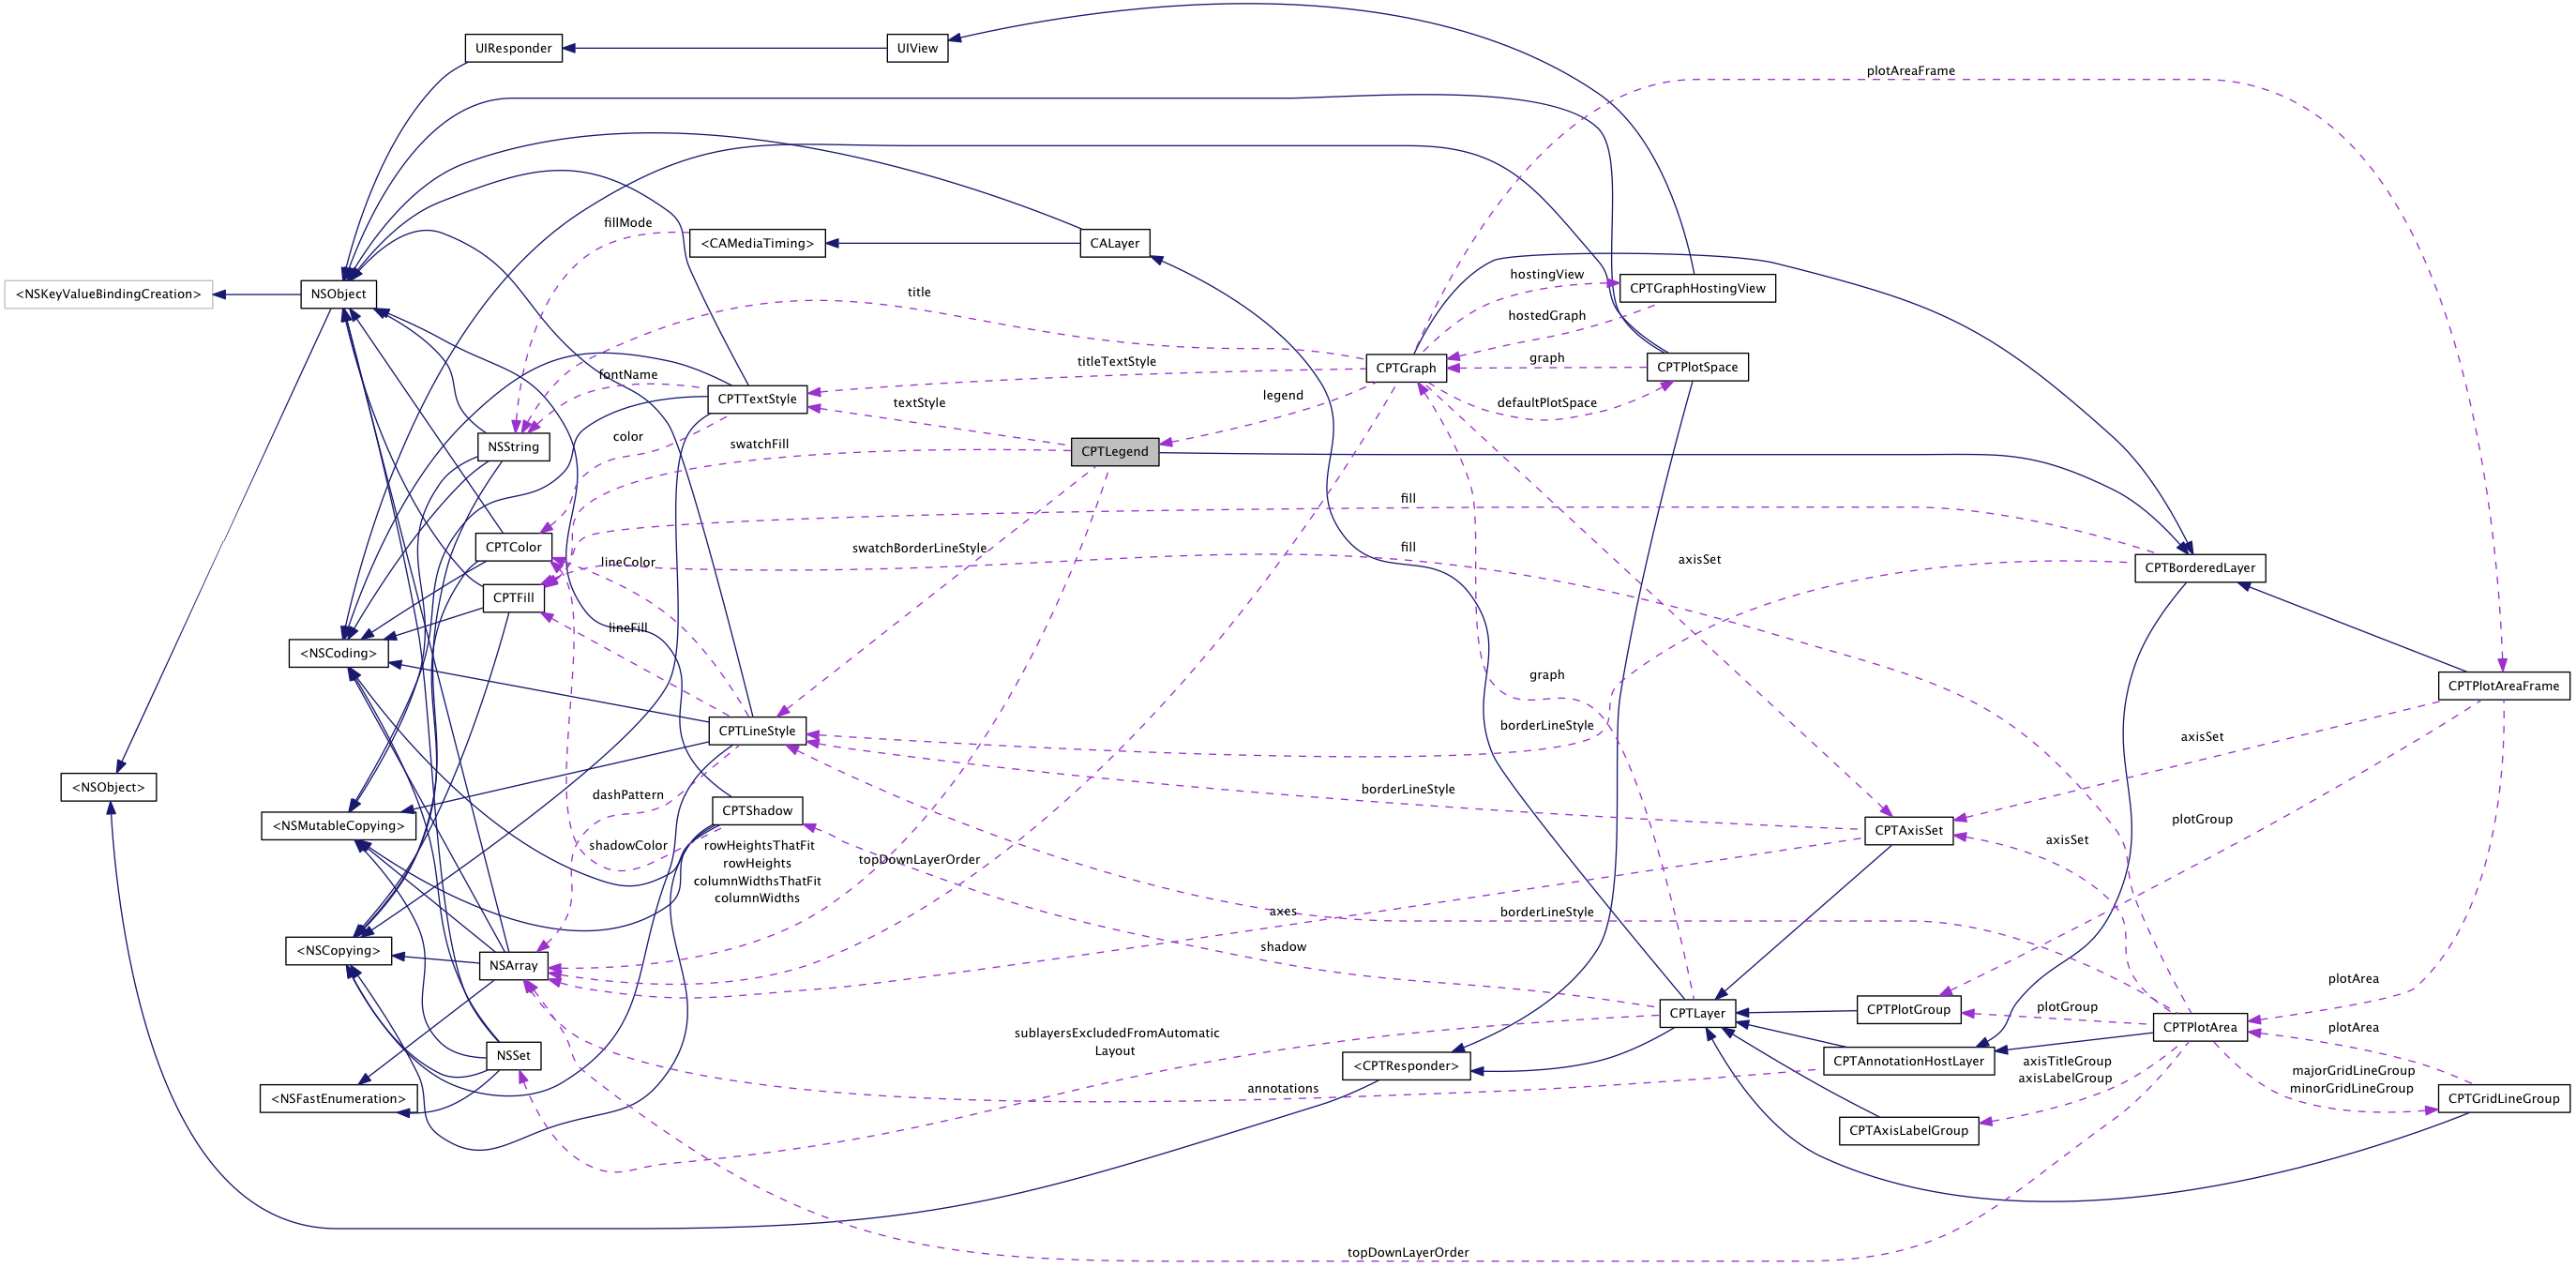 plotAreaFrame
UIResponder
UIView
fillMode
<CAMediaTiming>
CALayer
hostingView
CPTGraphHostingView
<NSKeyValueBindingCreation>
NSObject
title
hostedGraph
titleTextStyle
CPTGraph
graph
CPTPlotSpace
fontName
CPTTextStyle
textStyle
legend
defaultPlotSpace
color
swatchFill
NSString
CPTLegend
fill
CPTColor
swatchBorderLineStyle
fill
lineColor
axisSet
CPTBorderedLayer
CPTFill
lineFill
<NSCoding>
graph
CPTPlotAreaFrame
CPTLineStyle
borderLineStyle
axisSet
<NSObject>
dashPattern
borderLineStyle
CPTShadow
<NSMutableCopying>
plotGroup
CPTAxisSet
shadowColor
rowHeightsThatFit
rowHeights
columnWidthsThatFit
columnWidths
topDownLayerOrder
axisSet
axes
borderLineStyle
<NSCopying>
NSArray
shadow
plotArea
CPTLayer
CPTPlotGroup
plotGroup
CPTPlotArea
plotArea
sublayersExcludedFromAutomatic
Layout
NSSet
<CPTResponder>
CPTAnnotationHostLayer
axisTitleGroup
axisLabelGroup
majorGridLineGroup
minorGridLineGroup
<NSFastEnumeration>
annotations
CPTGridLineGroup
CPTAxisLabelGroup
topDownLayerOrder